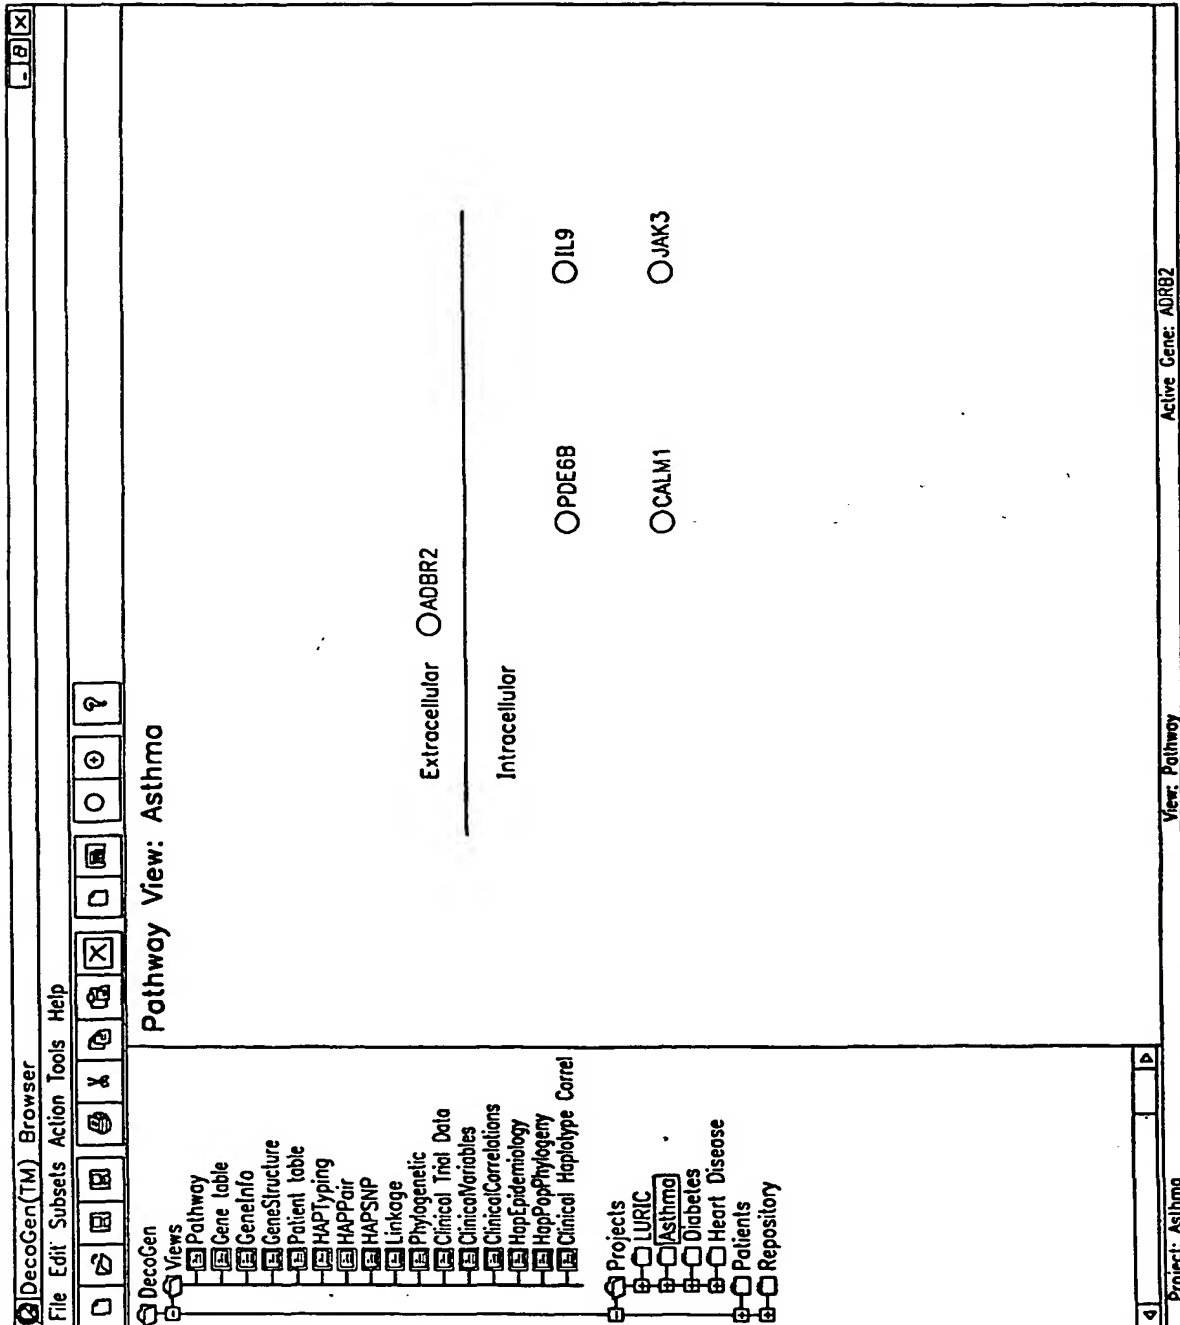 DecoGen(TM) Browser
File Edit Subsets Action Tools Help
DecoGen
Views
Pathway
Gene table
GeneInfo
GeneStructure
Patient table
HAPTyping
HAPPair
HAPSNP
Linkage
Phylogenetic
Clinical Trial Data
ClinicalVariables
ClinicalCorrelations
HapEpidemiology
HapPopPhylogeny
Clinical Haplotype Correl
Projects
LURIC
Asthma
Diabetes
Heart Disease
Patients
Repository
Pathway View: Asthma
Extracellular
ADBR2
Intracellular
PDE6B
IL9
CALM1
JAK3
Project: Asthma
View: Pathway
Active Gene: ADRB2